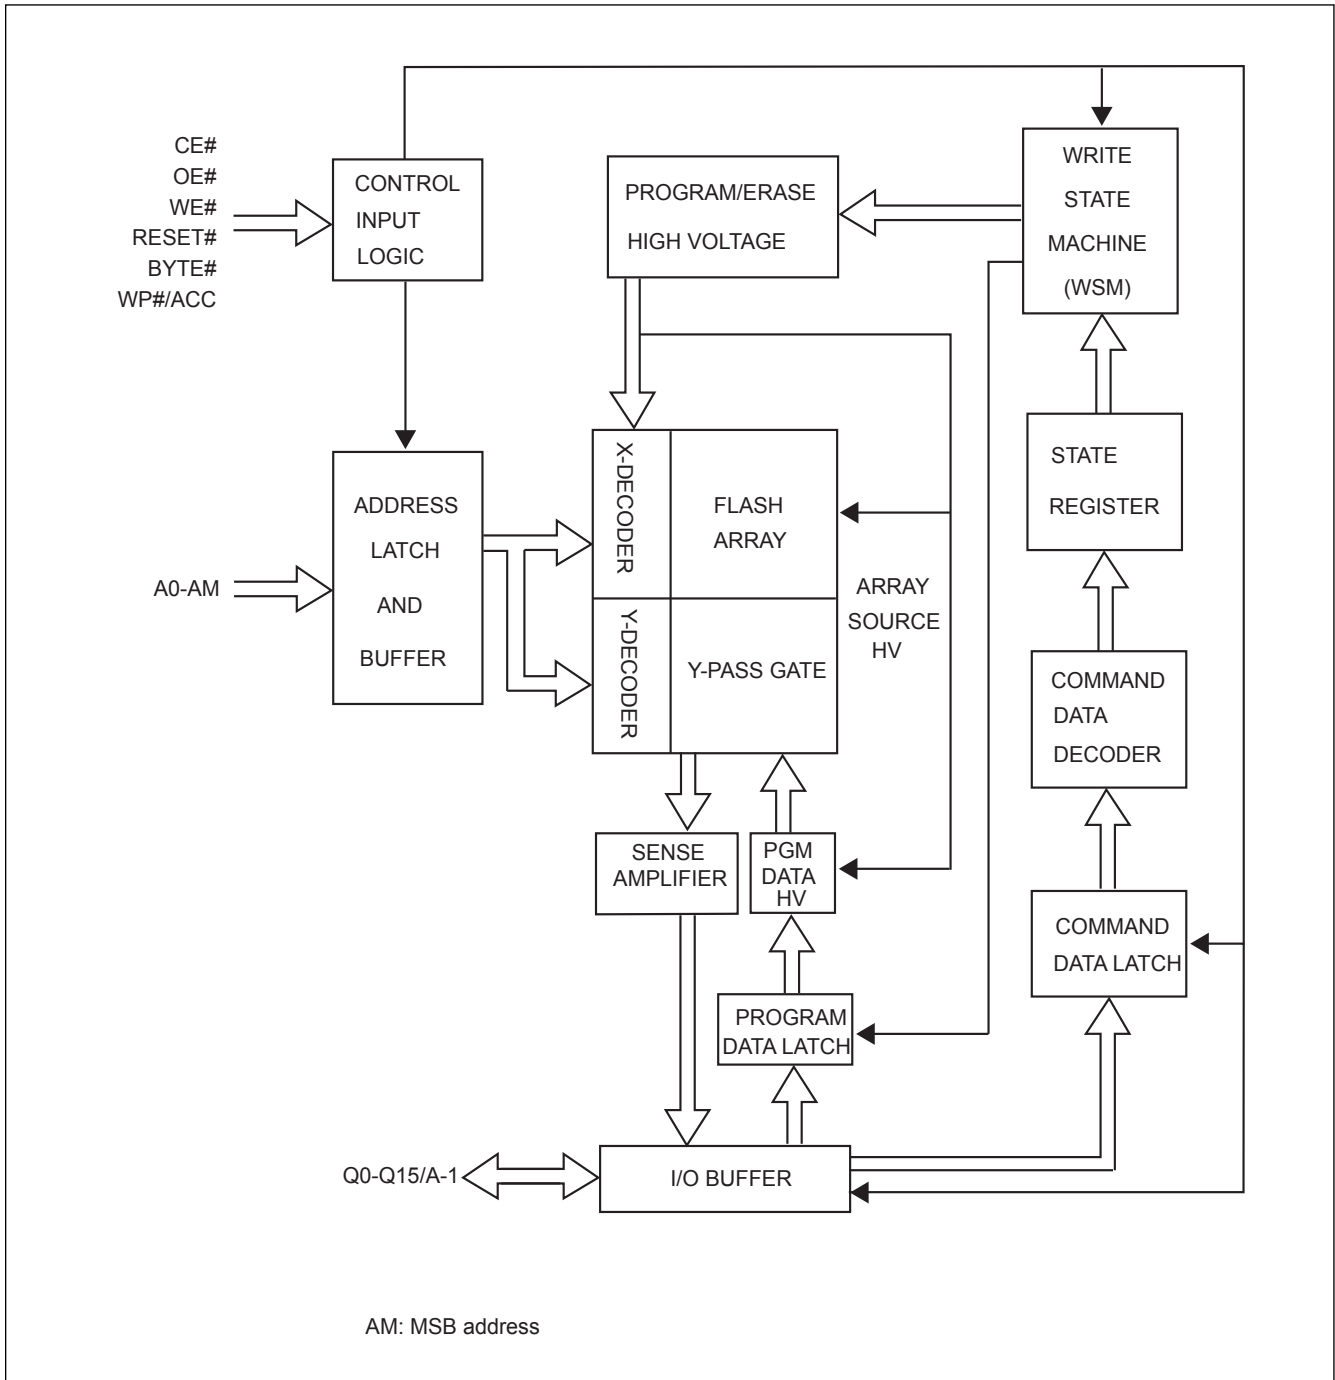 CE#
OE#
WE#
RESET#
BYTE#
WP#/ACC
CONTROL
INPUT
LOGIC
PROGRAM/ERASE
HIGH VOLTAGE
WRITE
STATE
MACHINE
(WSM)
A0-AM
ADDRESS
LATCH
AND
BUFFER
X-DECODER
FLASH
ARRAY
Y-DECODER
Y-PASS GATE
ARRAY
SOURCE
HV
STATE
REGISTER
COMMAND
DATA
DECODER
SENSE
AMPLIFIER
PGM
DATA
HV
COMMAND
DATA LATCH
PROGRAM
DATA LATCH
Q0-Q15/A-1
I/O BUFFER
AM: MSB address